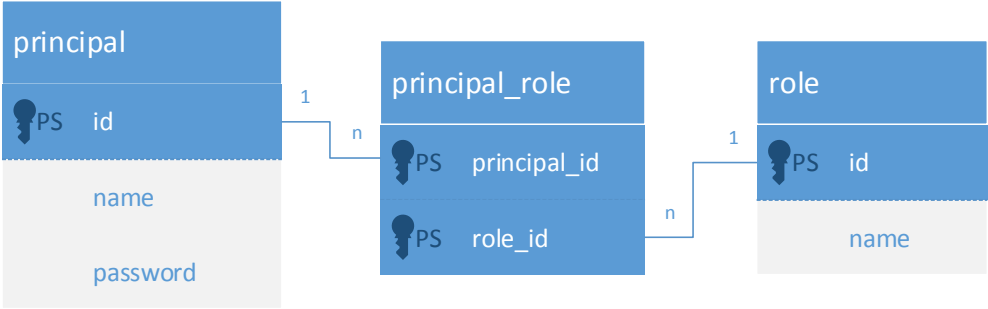 principal
PS id
name
password
1
n
principal_role
PS principal_id
PS role_id
1
n
role
PS id
name